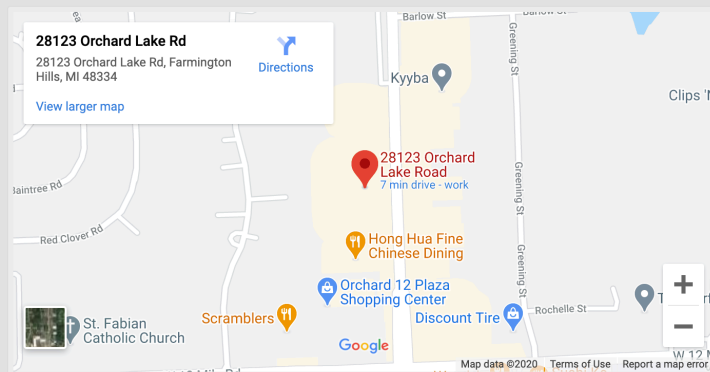 Barlow St
Barlow St
28123 Orchard Lake Rd
28123 Orchard Lake Rd, Farmington
Hills, MI 48334
Directions
View larger map
Greening St
Kyyba
Clips 'N
28123 Orchard
Lake Road
7 min drive - work
Greening St
Red Clover Rd
Hong Hua Fine
Chinese Dining
Greening St
Orchard 12 Plaza
Shopping Center
Rochelle St
Scramblers
Discount Tire
St. Fabian
Catholic Church
Google
W 12
Map data ©2020
Terms of Use
Report a map error